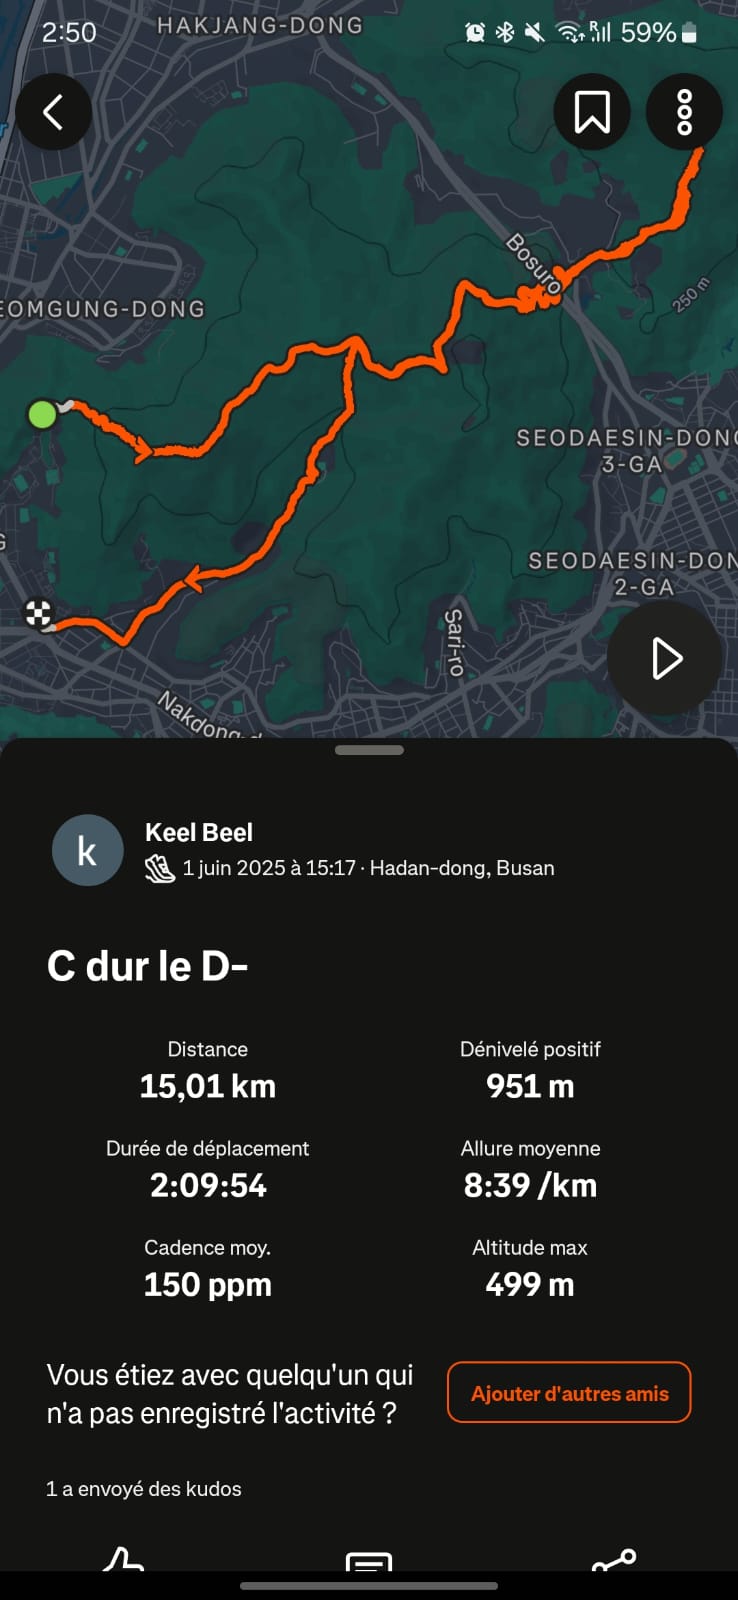 2:50
HAKJANG-DONG
59%
Bosuro
250 m
EOMGUNG-DONG
SEODAESIN-DONG
3-GA
SEODAESIN-DON
2-GA
Sari-ro
Nakdong-d
k
Keel Beel
1 juin 2025 à 15:17 · Hadan-dong, Busan
C dur le D-
Distance
Dénivelé positif
15,01 km
951 m
Durée de déplacement
Allure moyenne
2:09:54
8:39 /km
Cadence moy.
Altitude max
150 ppm
499 m
Vous étiez avec quelqu'un qui
n'a pas enregistré l'activité ?
Ajouter d'autres amis
1 a envoyé des kudos